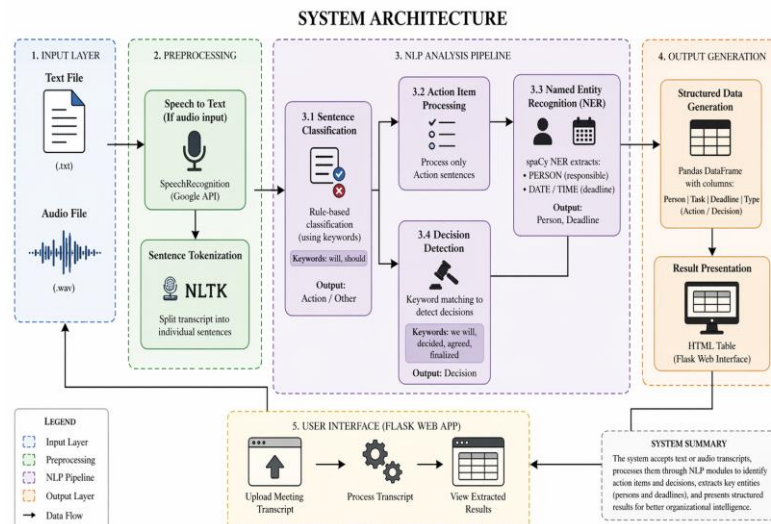 SYSTEM ARCHITECTURE
1. INPUT LAYER
Text File
(.txt)
Audio File
(.wav)
2. PREPROCESSING
Speech to Text
(If audio input)
SpeechRecognition
(Google API)
Sentence Tokenization
NLTK
Split transcript into
individual sentences
3. NLP ANALYSIS PIPELINE
3.1 Sentence
Classification
Rule-based
classification
(using keywords)
Keywords: will, should
Output:
Action / Other
3.2 Action Item
Processing
Process only
Action sentences
3.3 Named Entity
Recognition (NER)
spaCy NER extracts:
• PERSON (responsible)
• DATE / TIME (deadline)
Output:
Person, Deadline
3.4 Decision
Detection
Keyword matching to
detect decisions
Keywords: we will,
decided, agreed,
finalized
Output: Decision
4. OUTPUT GENERATION
Structured Data
Generation
Pandas DataFrame
with columns:
Person | Task | Deadline | Type
(Action / Decision)
Result Presentation
HTML Table
(Flask Web Interface)
LEGEND
Input Layer
Preprocessing
NLP Pipeline
Output Layer
Data Flow
5. USER INTERFACE (FLASK WEB APP)
Upload Meeting
Transcript
Process Transcript
View Extracted
Results
SYSTEM SUMMARY
The system accepts text or audio transcripts,
processes them through NLP modules to identify
action items and decisions, extracts key entities
(persons and deadlines), and presents structured
results for better organizational intelligence.